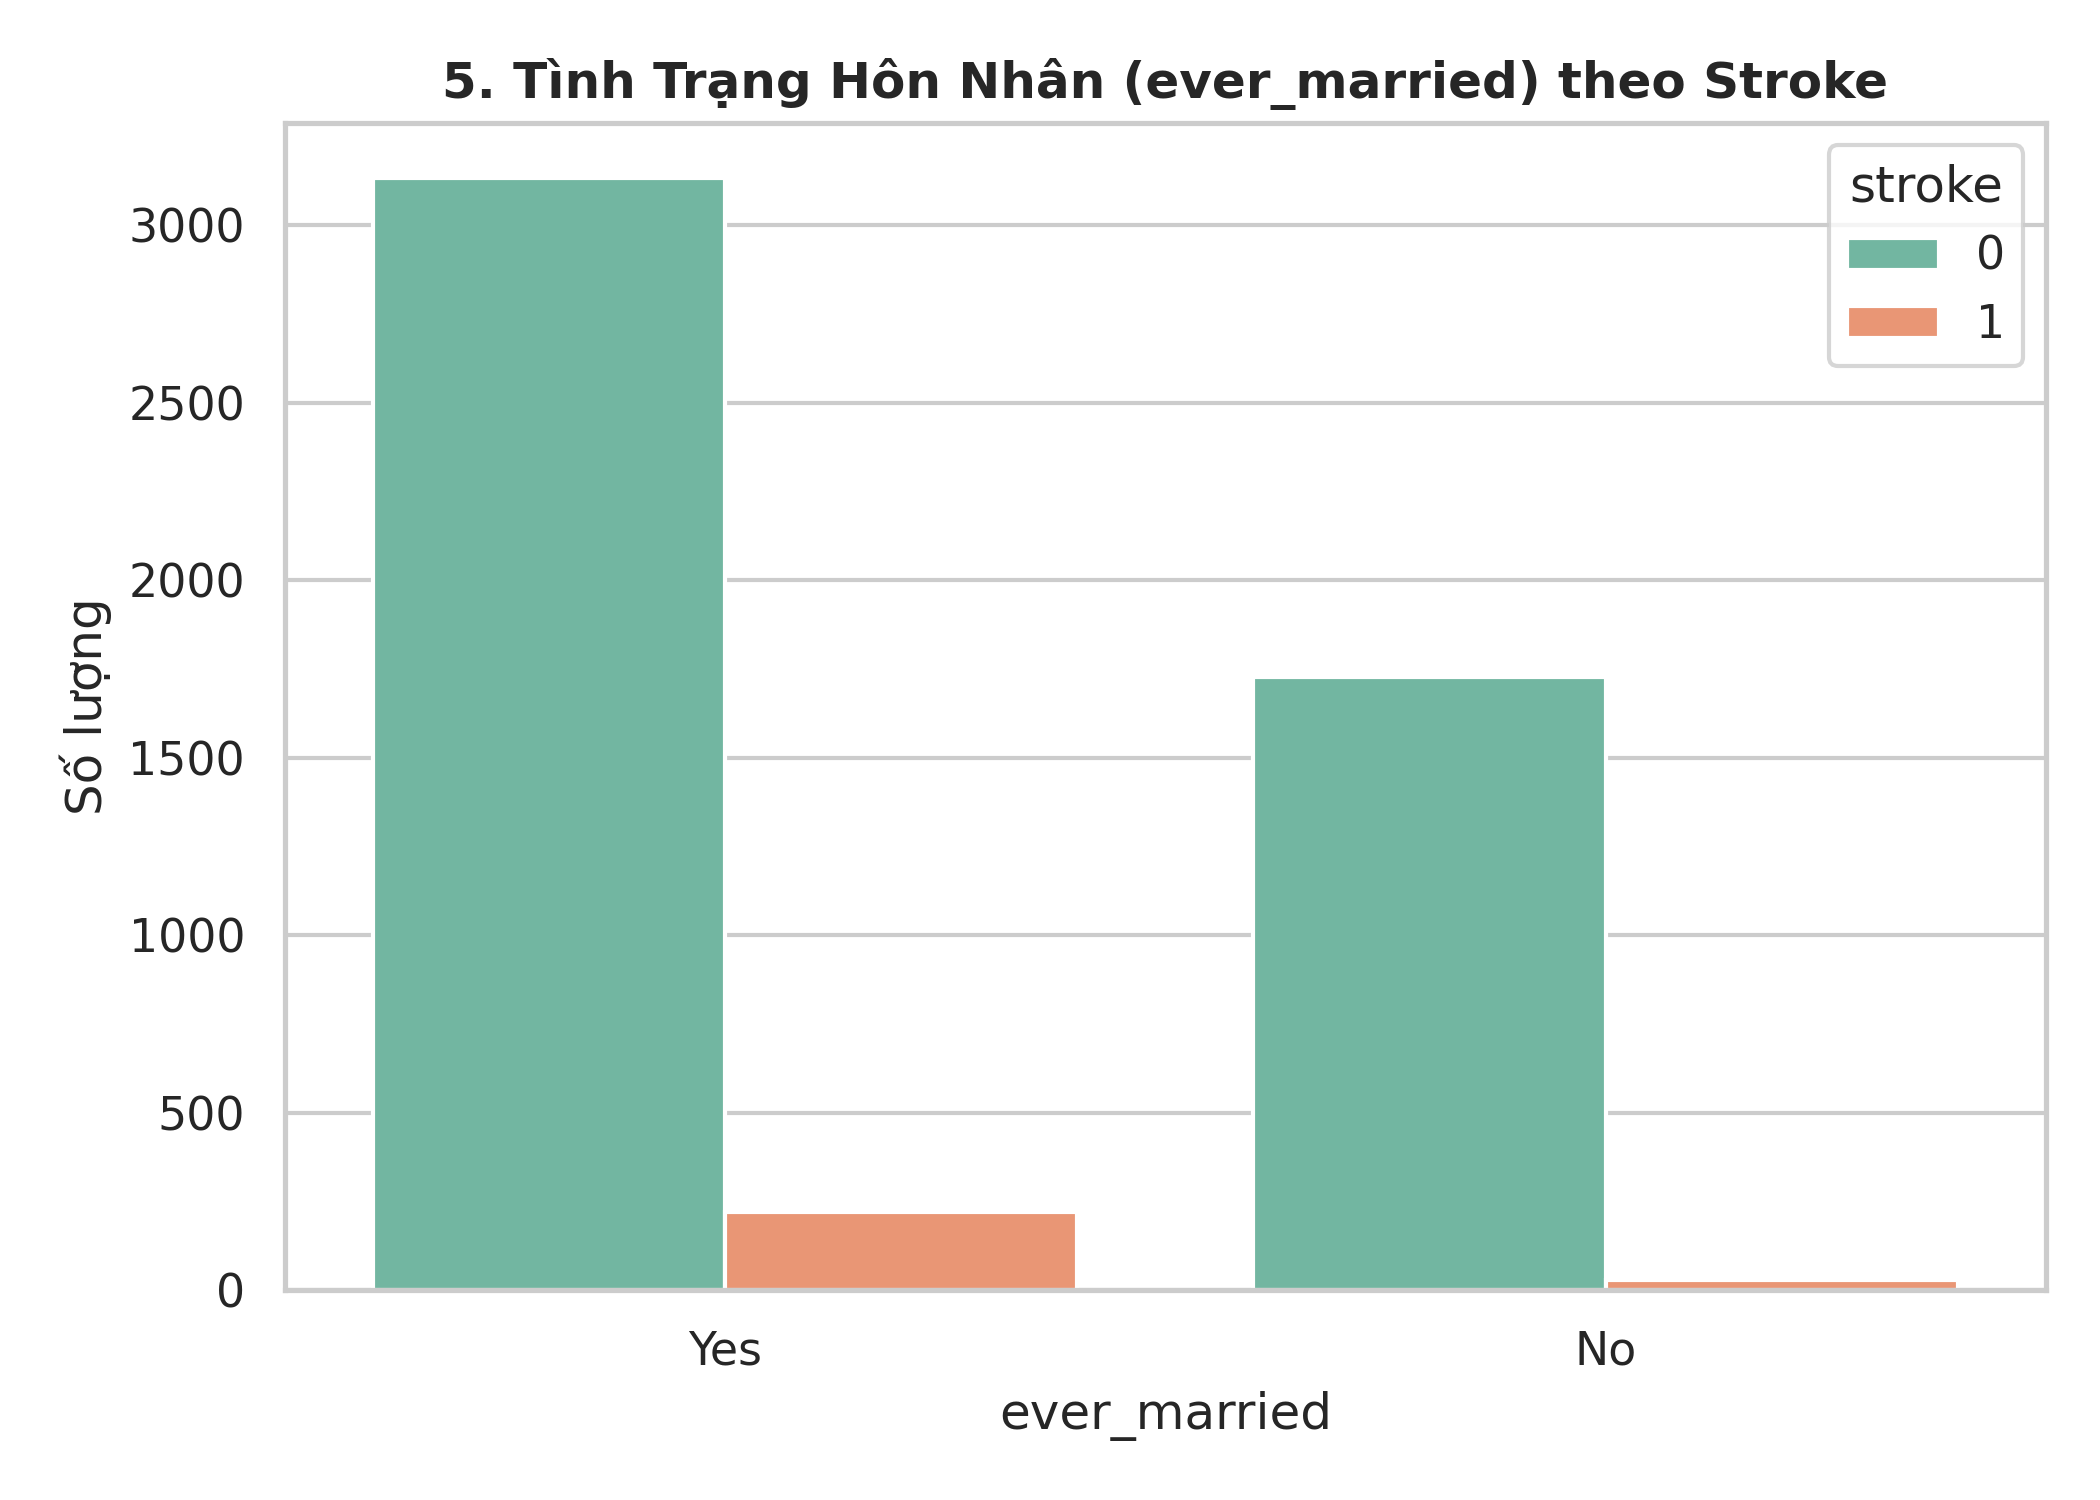 5. Tình Trạng Hôn Nhân (ever_married) theo Stroke
stroke
0
1
Số lượng
3000
2500
2000
1500
1000
500
0
Yes
No
ever_married